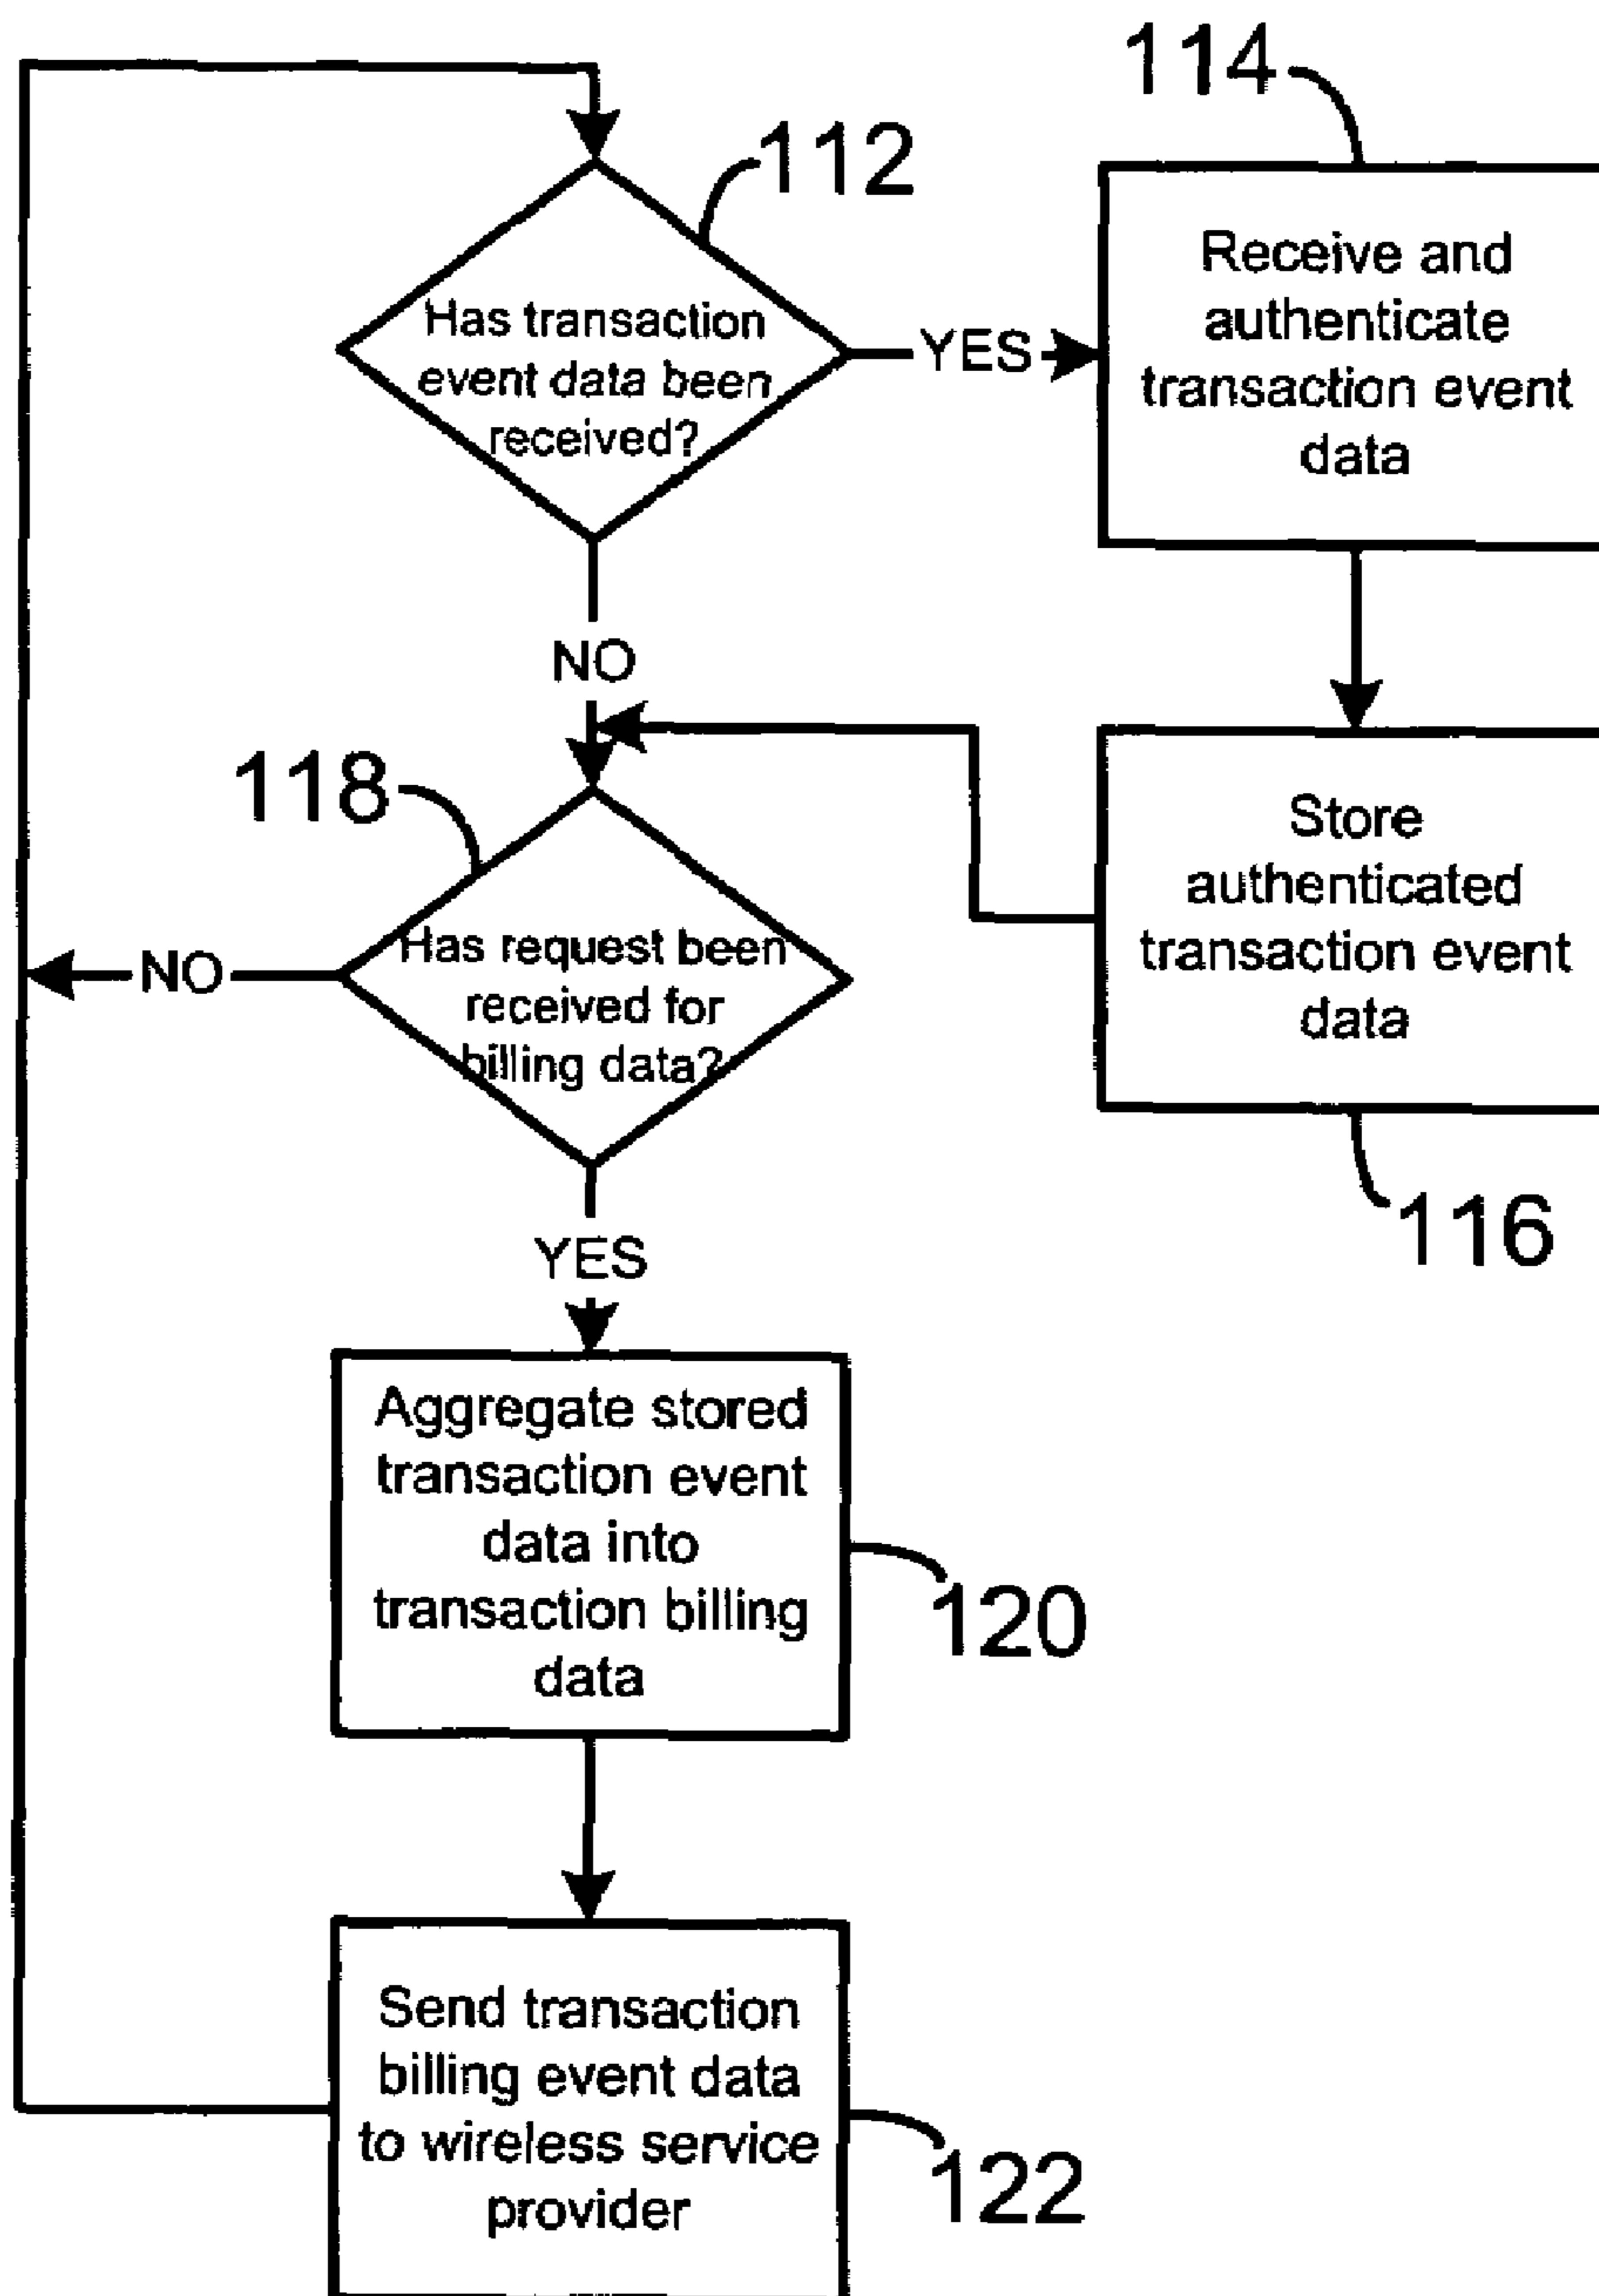 114
112
Has transaction
event data been
received?
YES
Receive and
authenticate
transaction event
data
NO
118
Has request been
received for
billing data?
NO
Store
authenticated
transaction event
data
116
YES
Aggregate stored
transaction event
data into
transaction billing
data
120
Send transaction
billing event data
to wireless service
provider
122